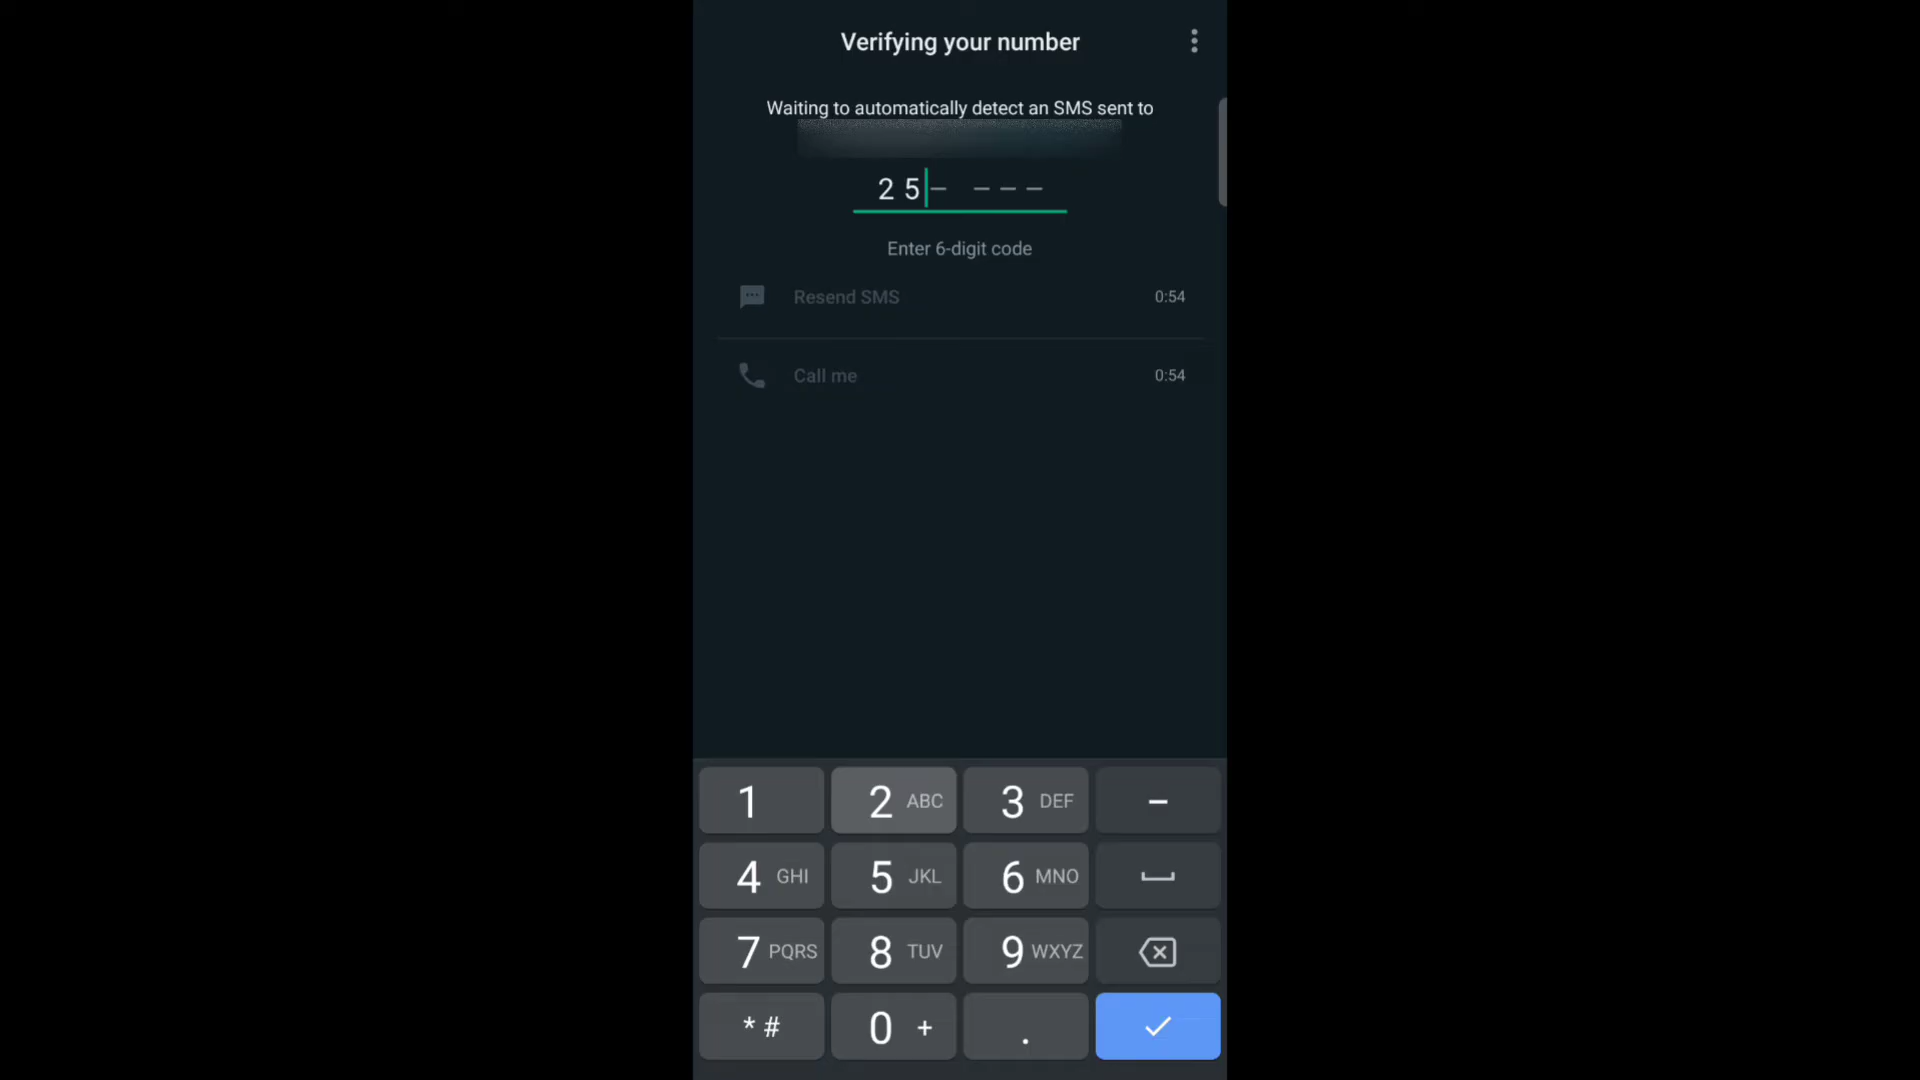 Verifying your number
Waiting to automatically detect an SMS sent to
2 5 – – – –
Enter 6-digit code
Resend SMS 0:54
Call me 0:54
1 2 ABC 3 DEF –
4 GHI 5 JKL 6 MNO
7 PQRS 8 TUV 9 WXYZ
* # 0 + .